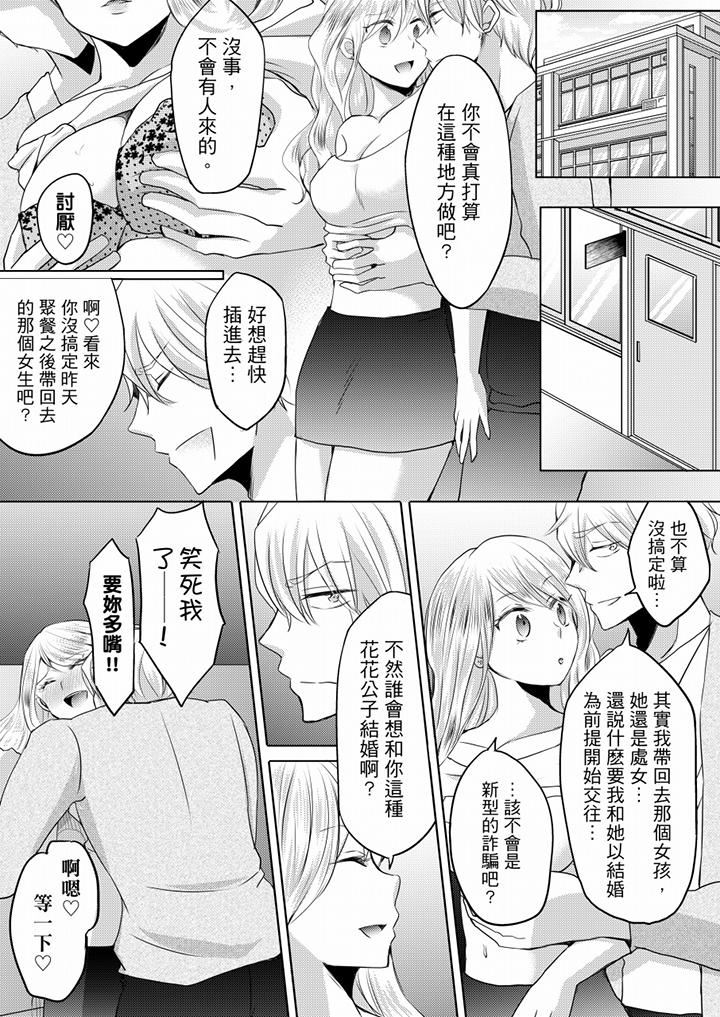 你不會真打算
在這種地方做吧？
沒事，
不會有人來的。
討厭♡
好想趕快
插進去…
啊♡看來
你沒搞定昨天
聚餐之後帶回去
的那個女生吧？
也不算
沒搞定啦…
其實我帶回去那個女孩，
她還是處女…
還說什麼要我和她以結婚
為前提開始交往…
…該不會是
新型的詐騙吧？
不然誰會想和你這種
花花公子結婚啊？
笑死我
了——！
要妳多嘴!!
啊嗯♡
等一下♡